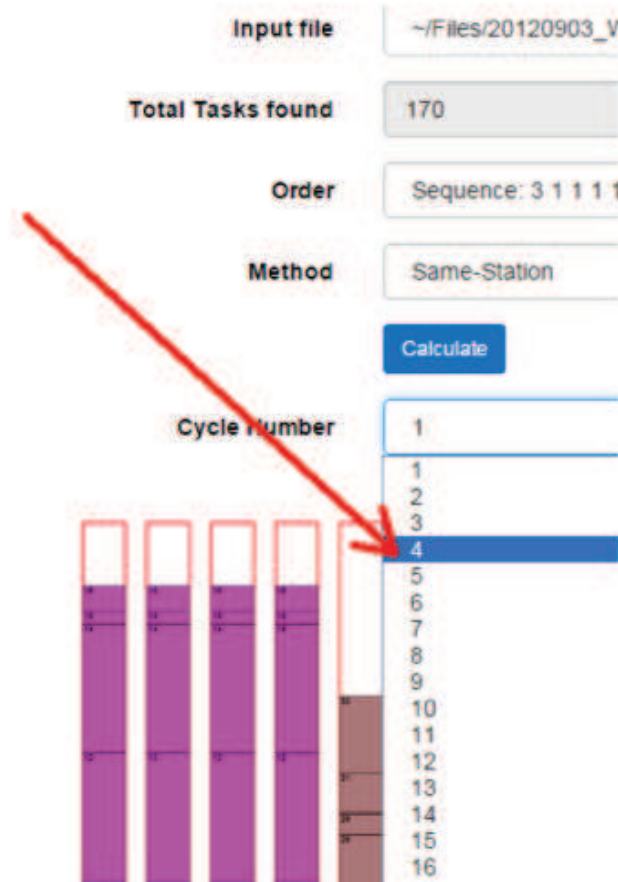 Input file ~/Files/20120903_
Total Tasks found 170
Order Sequence: 3 1 1 1 1
Method Same-Station
Calculate
Cycle Number 1
1
2
3
4
5
6
7
8
9
10
11
12
13
14
15
16